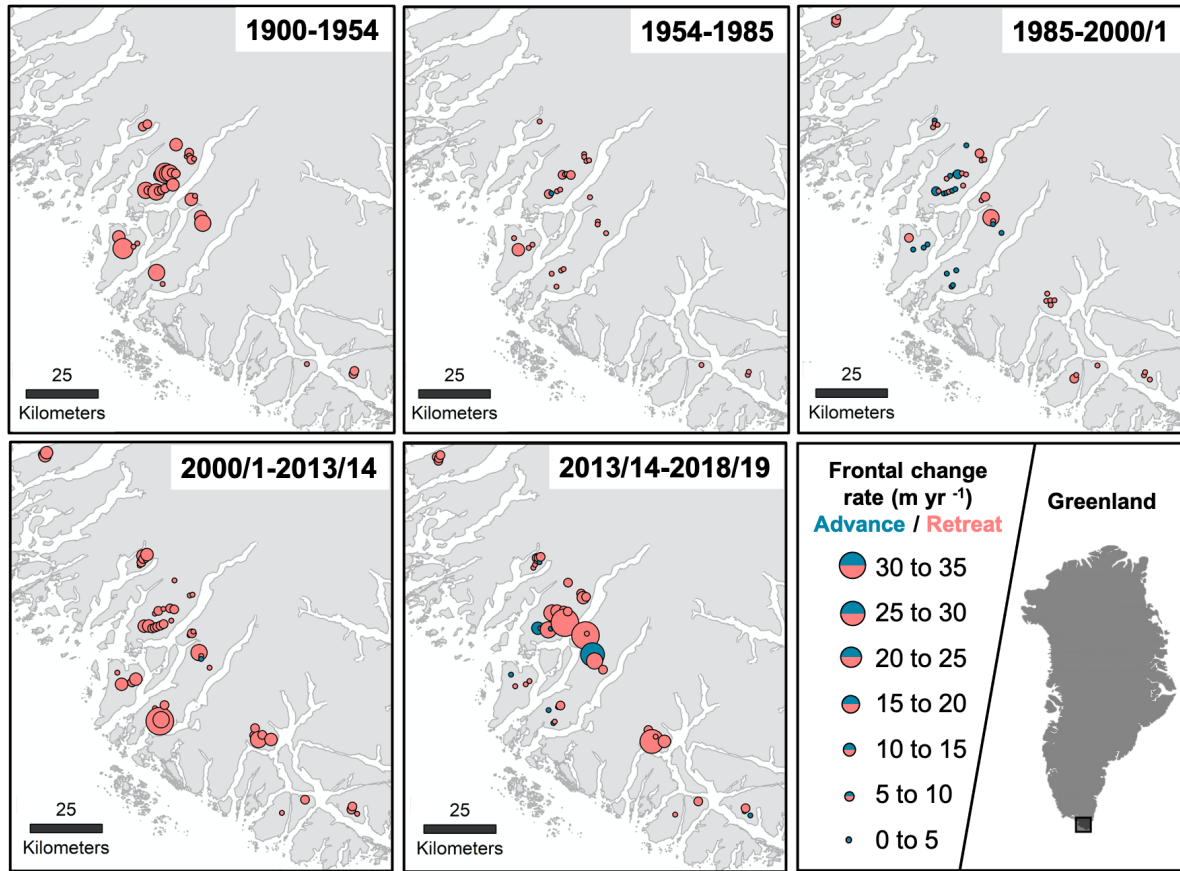 1900-1954
25
Kilometers
1954-1985
25
Kilometers
1985-2000/1
25
Kilometers
2000/1-2013/14
25
Kilometers
2013/14-2018/19
25
Kilometers
Frontal change
rate (m yr -1)
Advance / Retreat
30 to 35
25 to 30
20 to 25
15 to 20
10 to 15
5 to 10
0 to 5
Greenland